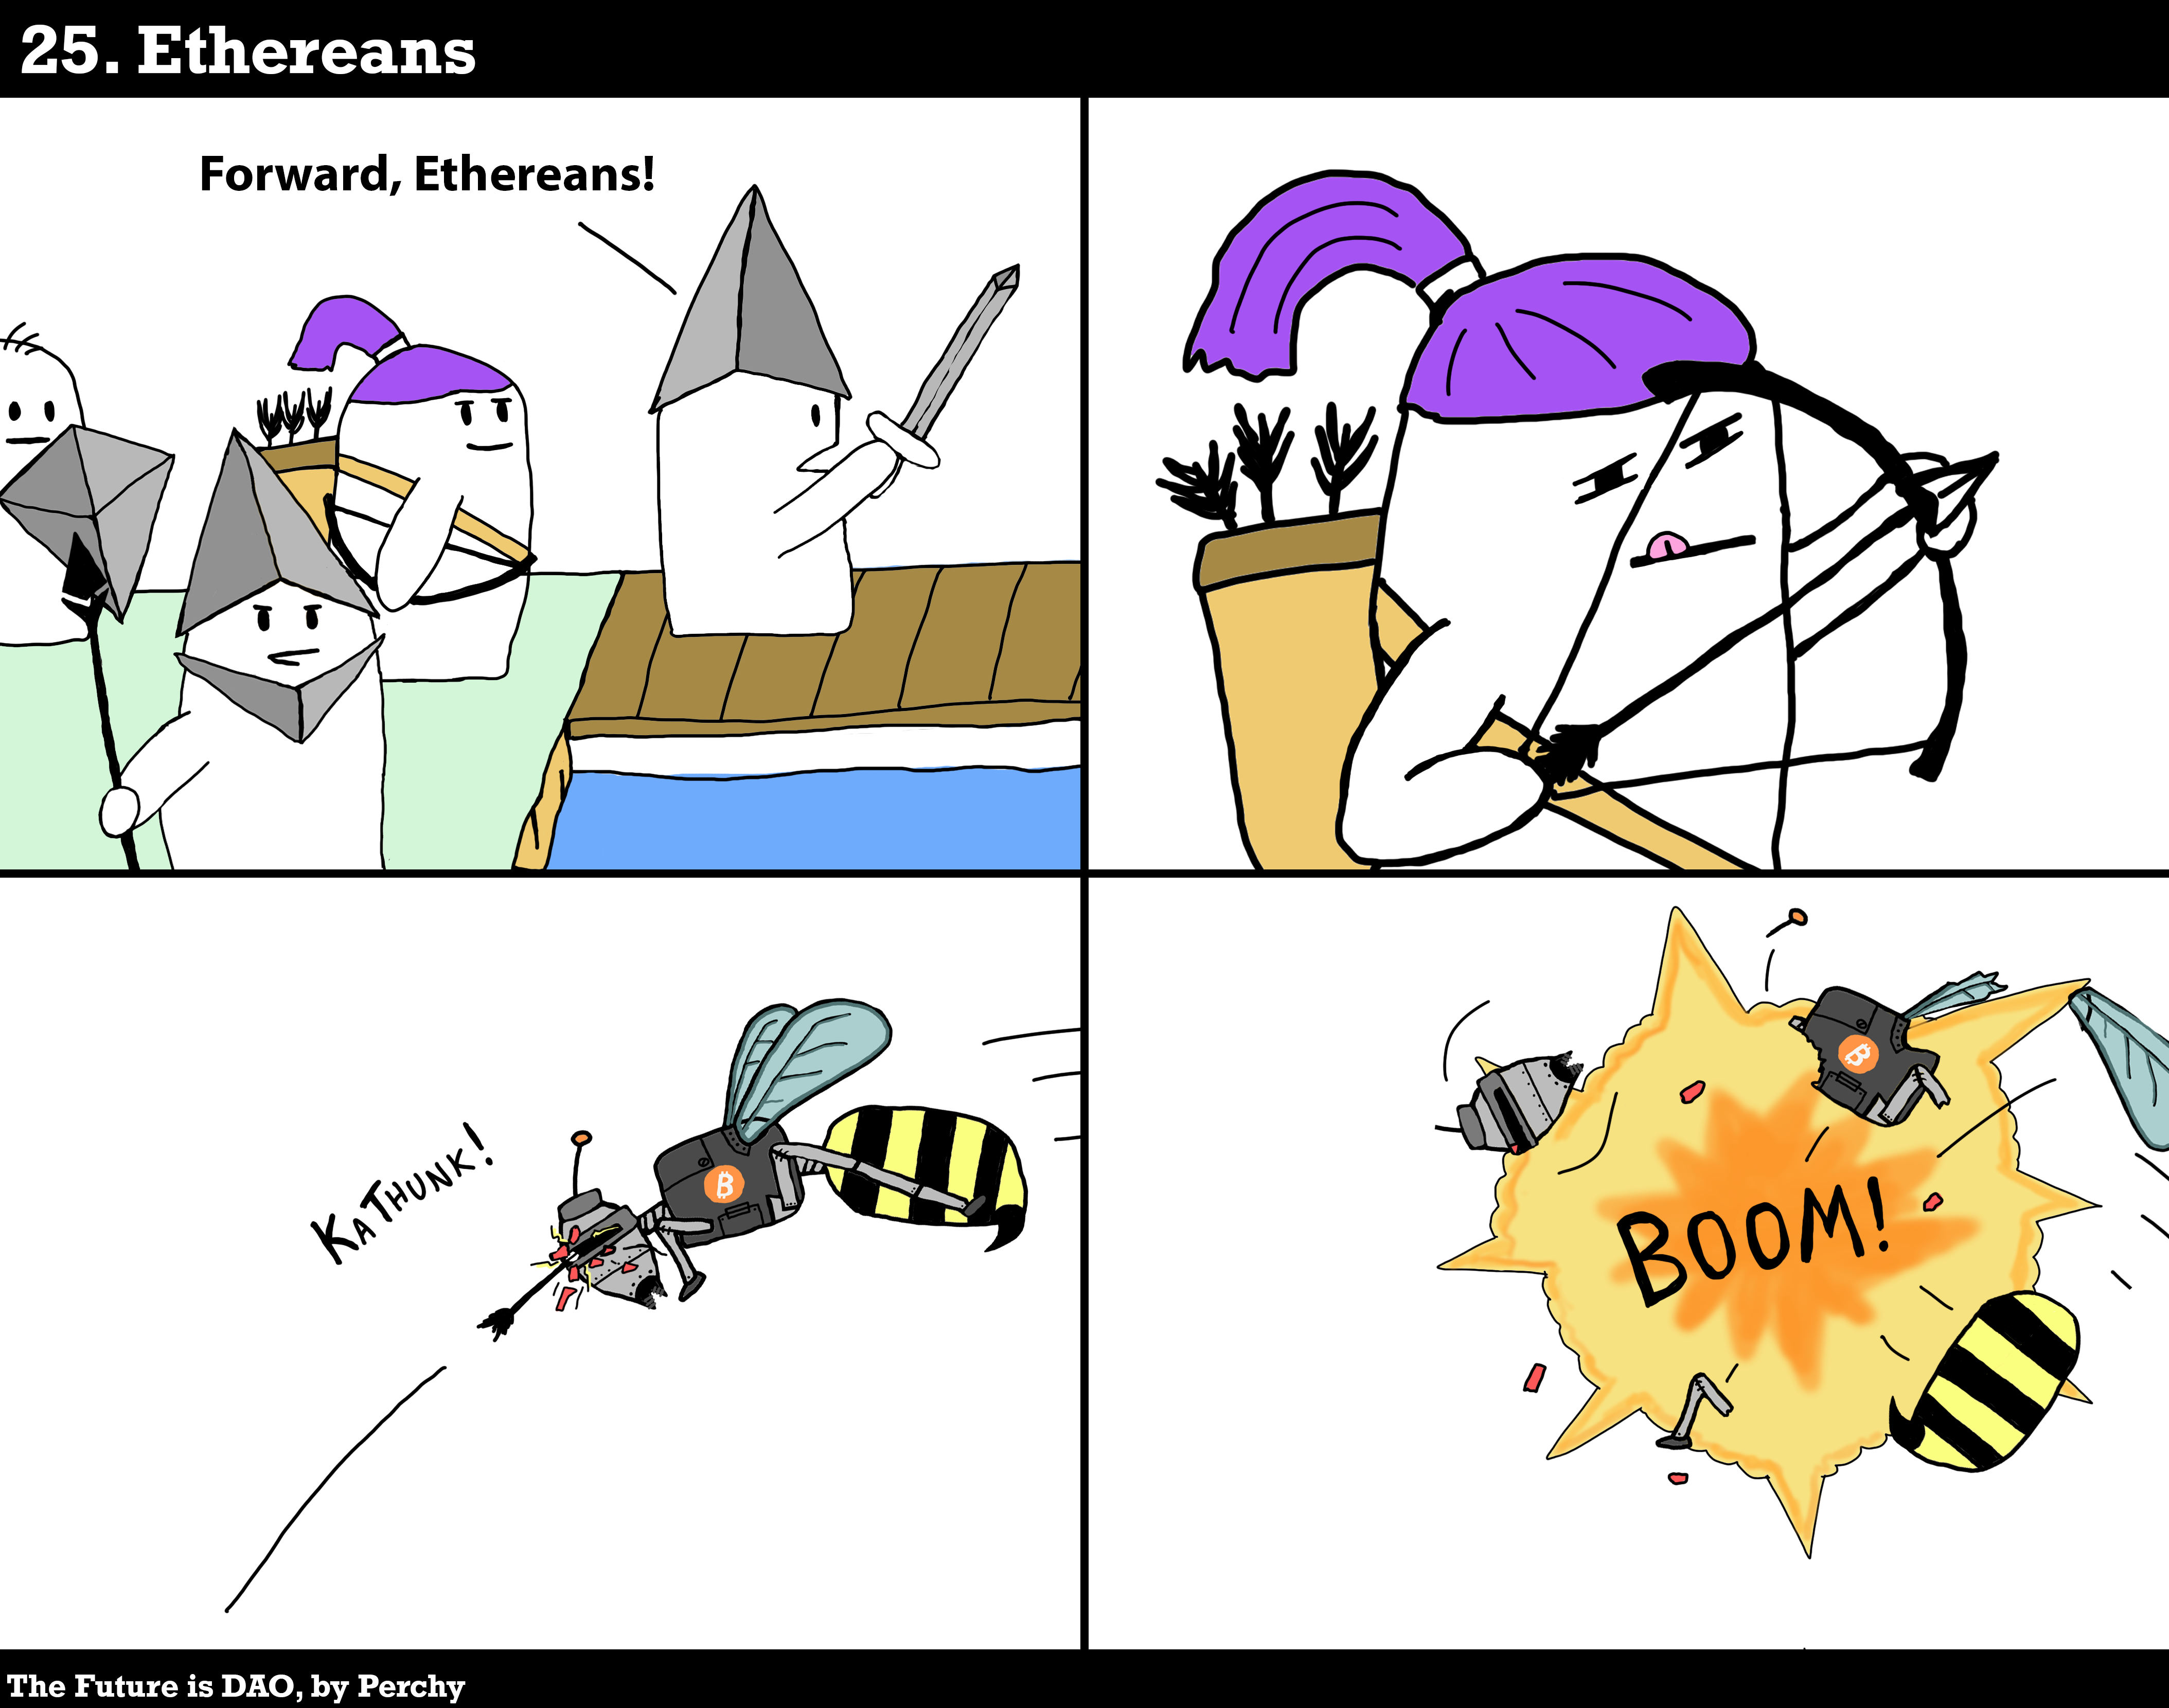 25. Ethereans
Forward, Ethereans!
KATHUNK!
BOOM!
The Future is DAO, by Perchy